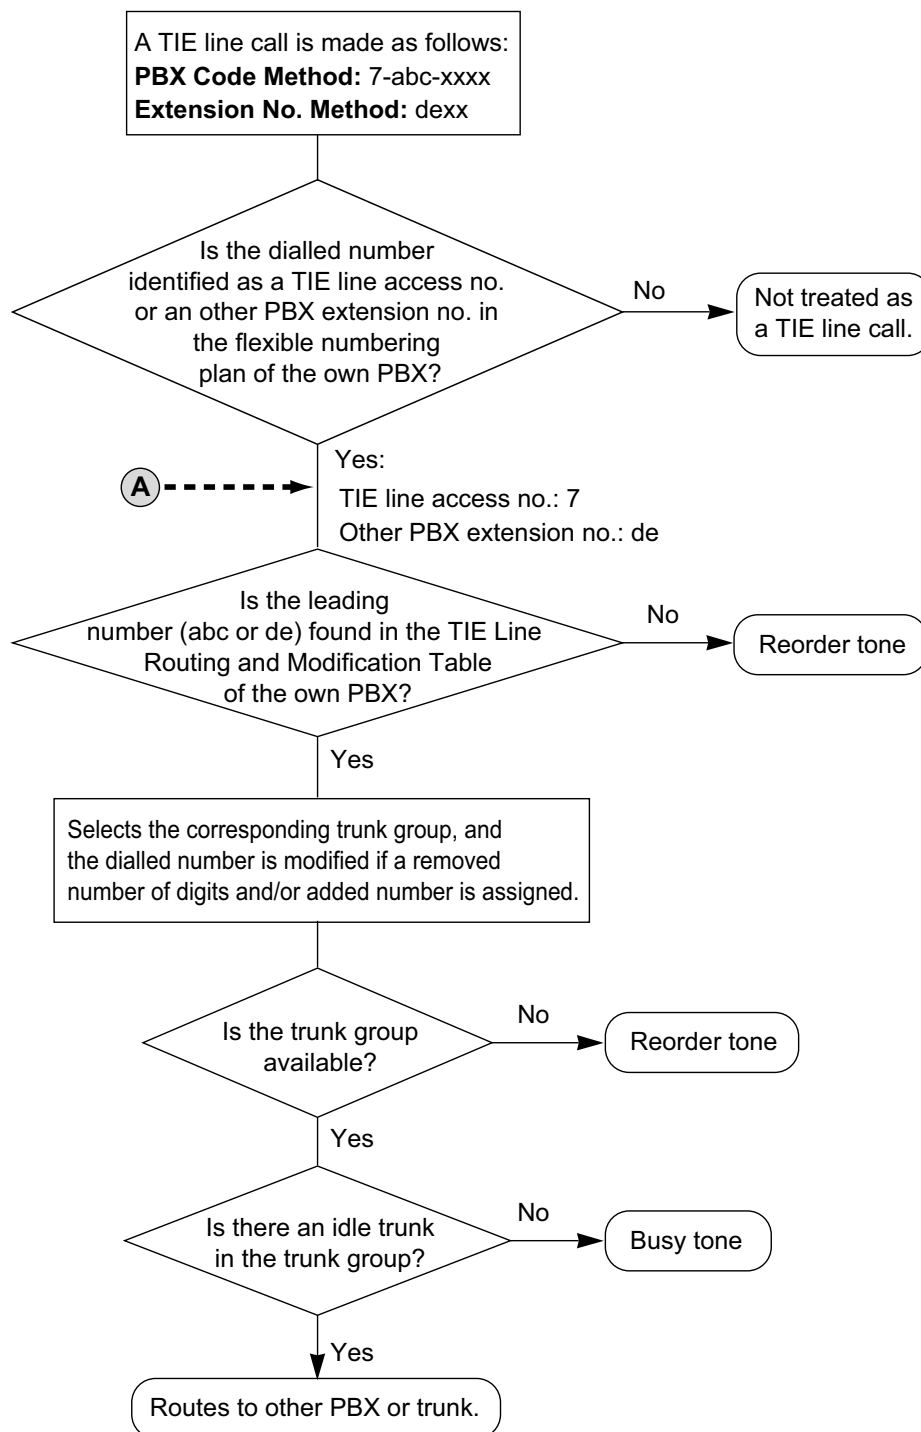 A TIE line call is made as follows:
PBX Code Method: 7-abc-xxxx
Extension No. Method: dexx
Is the dialled number
identified as a TIE line access no.
or an other PBX extension no. in
the flexible numbering
plan of the own PBX?
No
Not treated as
a TIE line call.
Yes:
A
TIE line access no.: 7
Other PBX extension no.: de
Is the leading
number (abc or de) found in the TIE Line
Routing and Modification Table
of the own PBX?
No
Reorder tone
Yes
Selects the corresponding trunk group, and
the dialled number is modified if a removed
number of digits and/or added number is assigned.
Is the trunk group
available?
No
Reorder tone
Yes
Is there an idle trunk
in the trunk group?
No
Busy tone
Yes
Routes to other PBX or trunk.